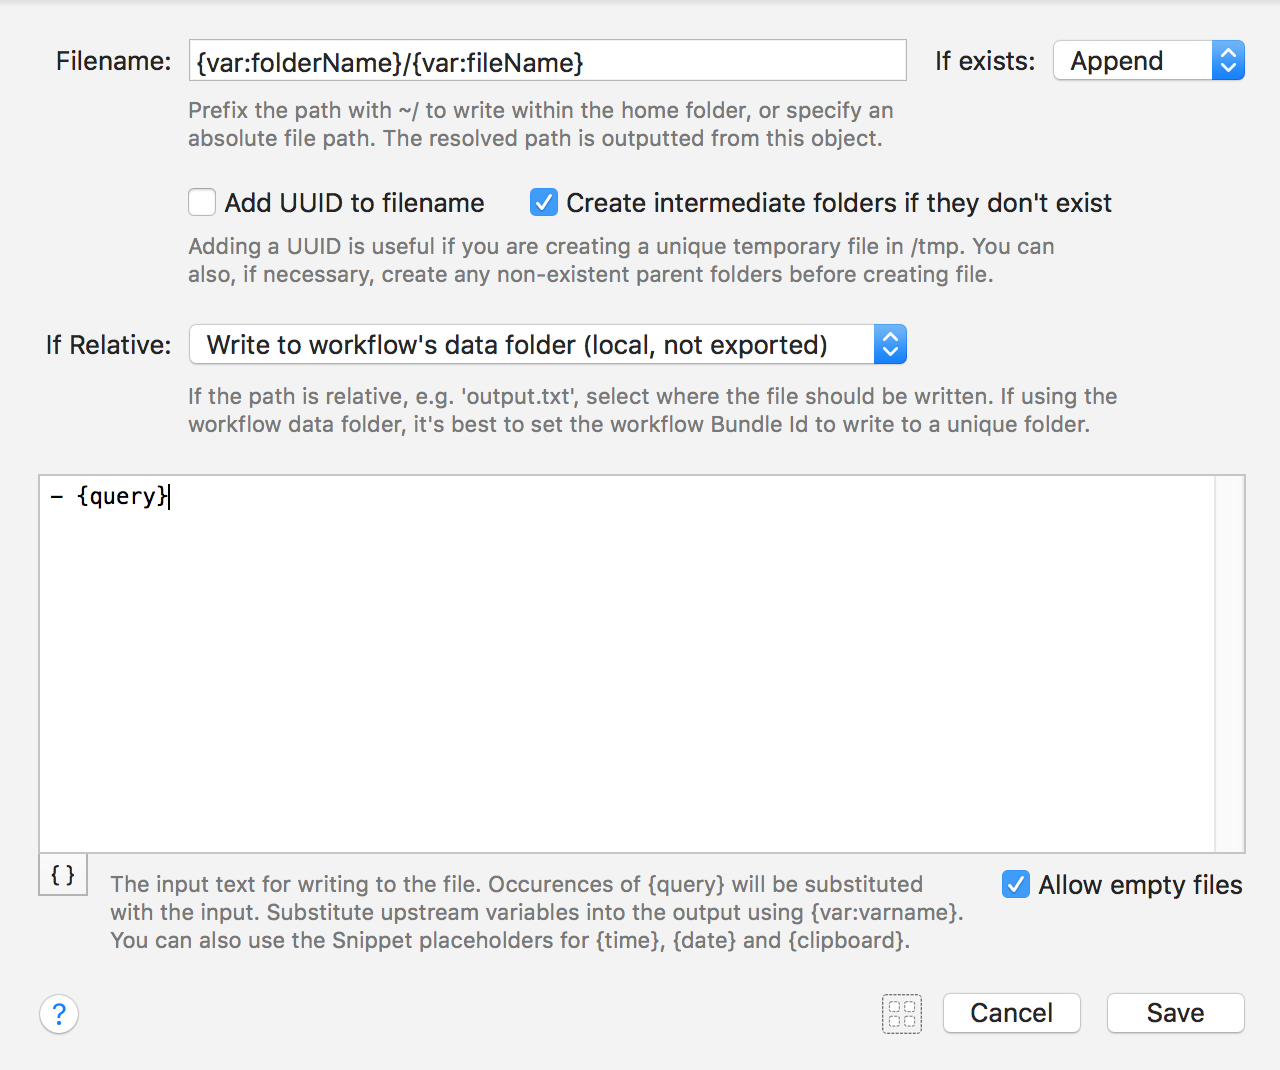 Filename: {var:folderName}/{var:fileName} If exists: Append
Prefix the path with ~/ to write within the home folder, or specify an
absolute file path. The resolved path is outputted from this object.
Add UUID to filename Create intermediate folders if they don't exist
Adding a UUID is useful if you are creating a unique temporary file in /tmp. You can
also, if necessary, create any non-existent parent folders before creating file.
If Relative: Write to workflow's data folder (local, not exported)
If the path is relative, e.g. 'output.txt', select where the file should be written. If using the
workflow data folder, it's best to set the workflow Bundle Id to write to a unique folder.
- {query}
{ }
The input text for writing to the file. Occurences of {query} will be substituted
with the input. Substitute upstream variables into the output using {var:varname}.
You can also use the Snippet placeholders for {time}, {date} and {clipboard}.
Allow empty files
? Cancel Save